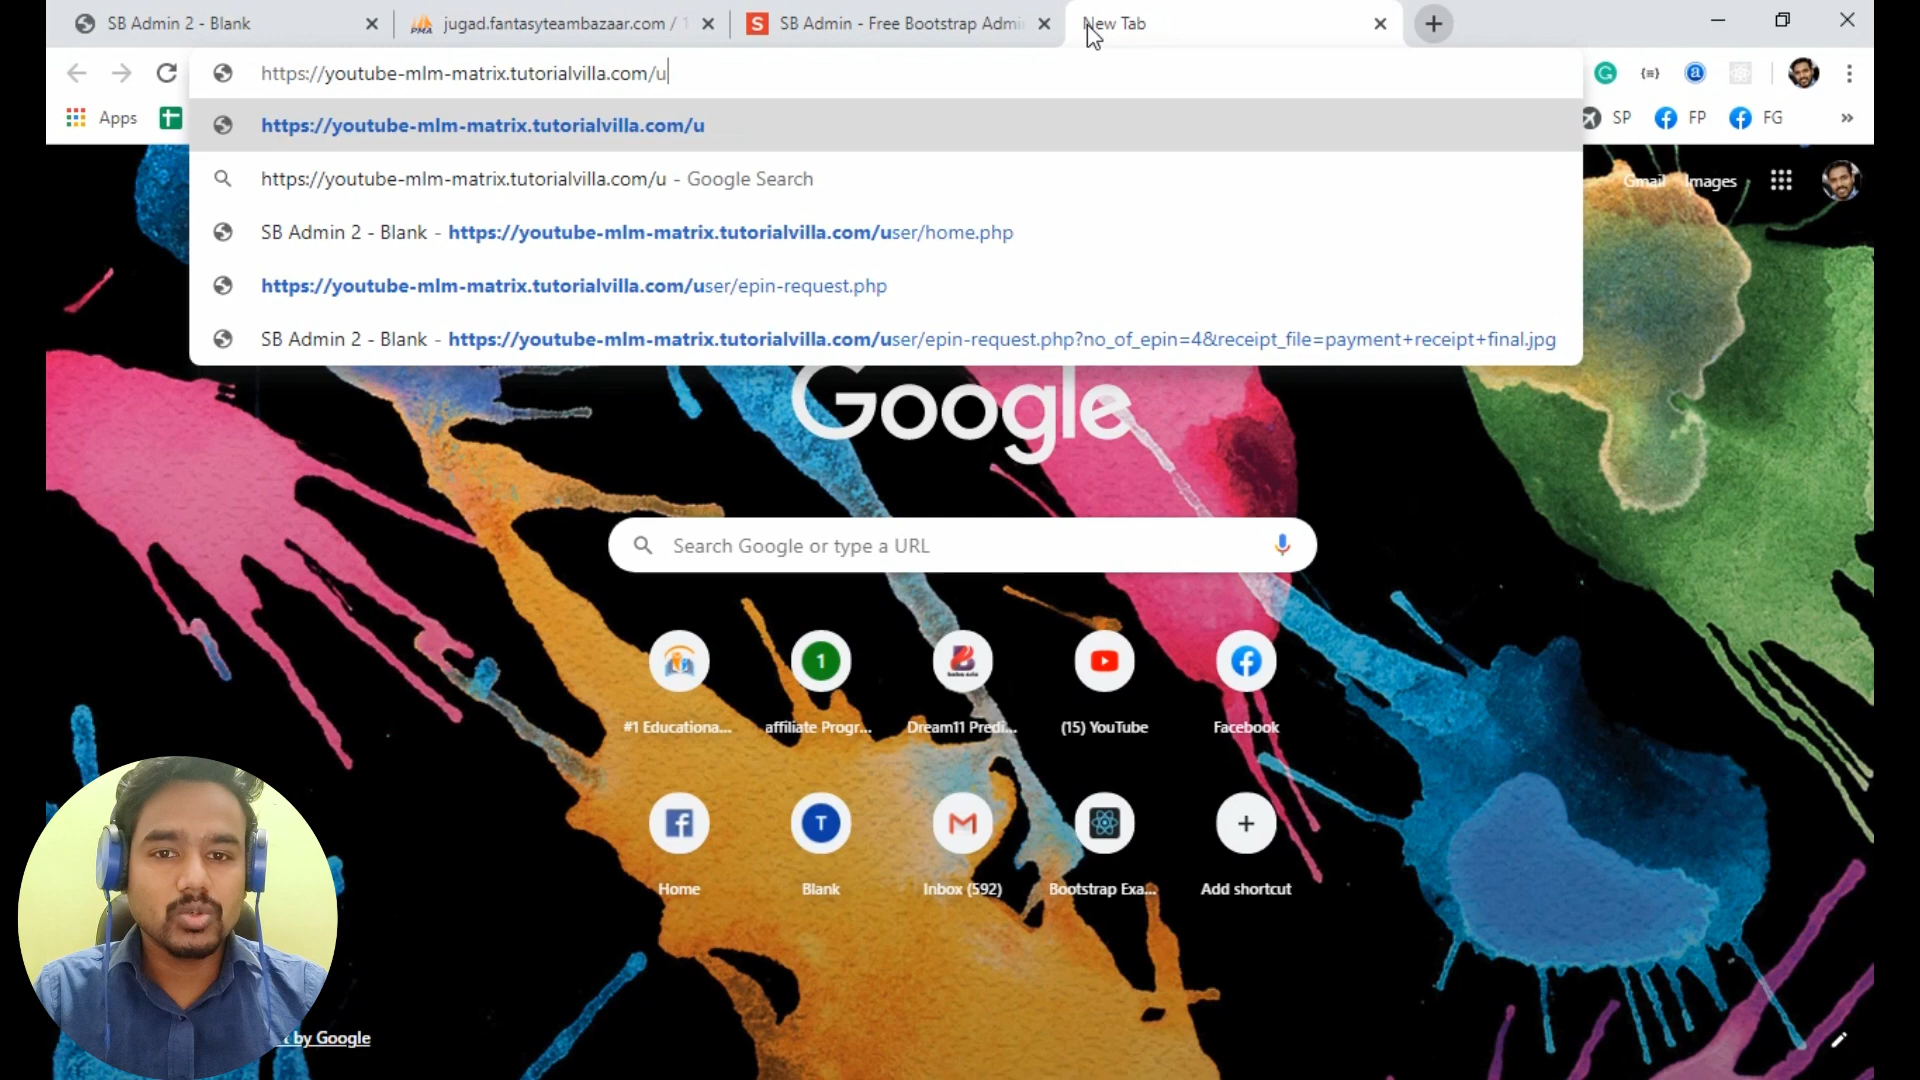 SB Admin 2 - Blank
PMA
jugad.fantasyteambazaar.com / 1
S
SB Admin - Free Bootstrap Admi
New Tab
https://youtube-mlm-matrix.tutorialvilla.com/u
Apps
SP
FP
FG
https://youtube-mlm-matrix.tutorialvilla.com/u
https://youtube-mlm-matrix.tutorialvilla.com/u - Google Search
SB Admin 2 - Blank - https://youtube-mlm-matrix.tutorialvilla.com/user/home.php
https://youtube-mlm-matrix.tutorialvilla.com/user/epin-request.php
SB Admin 2 - Blank - https://youtube-mlm-matrix.tutorialvilla.com/user/epin-request.php?no_of_epin=4&receipt_file=payment+receipt+final.jpg
Gmail Images
Google
Search Google or type a URL
1
#1 Educationa...
affiliate Progr...
Dream11 Predi...
(15) YouTube
Facebook
T
Home
Blank
Inbox (592)
Bootstrap Exa...
Add shortcut
by Google